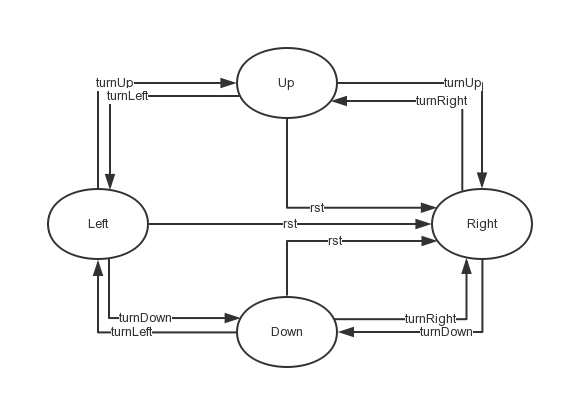 Up
turnUp
turnUp
turnLeft
turnRight
rst
Left
rst
Right
rst
turnDown
turnRight
turnLeft
Down
turnDown